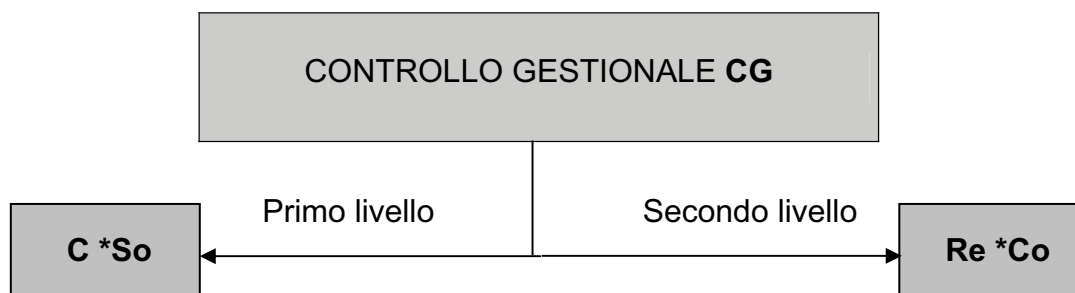 CONTROLLO GESTIONALE CG
Primo livello
Secondo livello
C *So
Re *Co